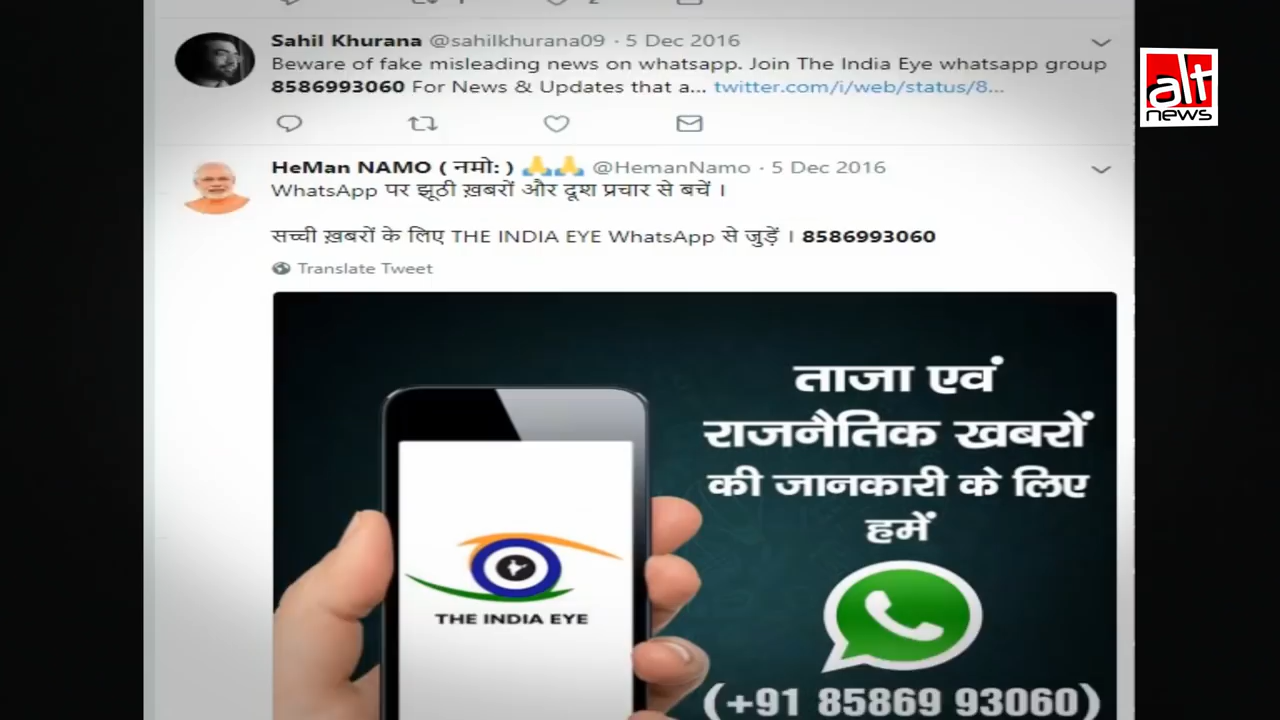 Sahil Khurana @sahilkhurana09 · 5 Dec 2016
Beware of fake misleading news on whatsapp. Join The India Eye whatsapp group
8586993060 For News & Updates that a... twitter.com/i/web/status/8...
alt
news
HeMan NAMO ( नमो: ) 🙏🙏 @HemanNamo · 5 Dec 2016
WhatsApp पर झूठी ख़बरों और दूश प्रचार से बचें ।
सच्ची ख़बरों के लिए THE INDIA EYE WhatsApp से जुड़ें । 8586993060
Translate Tweet
ताजा एवं
राजनैतिक खबरों
की जानकारी के लिए
हमें
THE INDIA EYE
(+91 85869 93060)